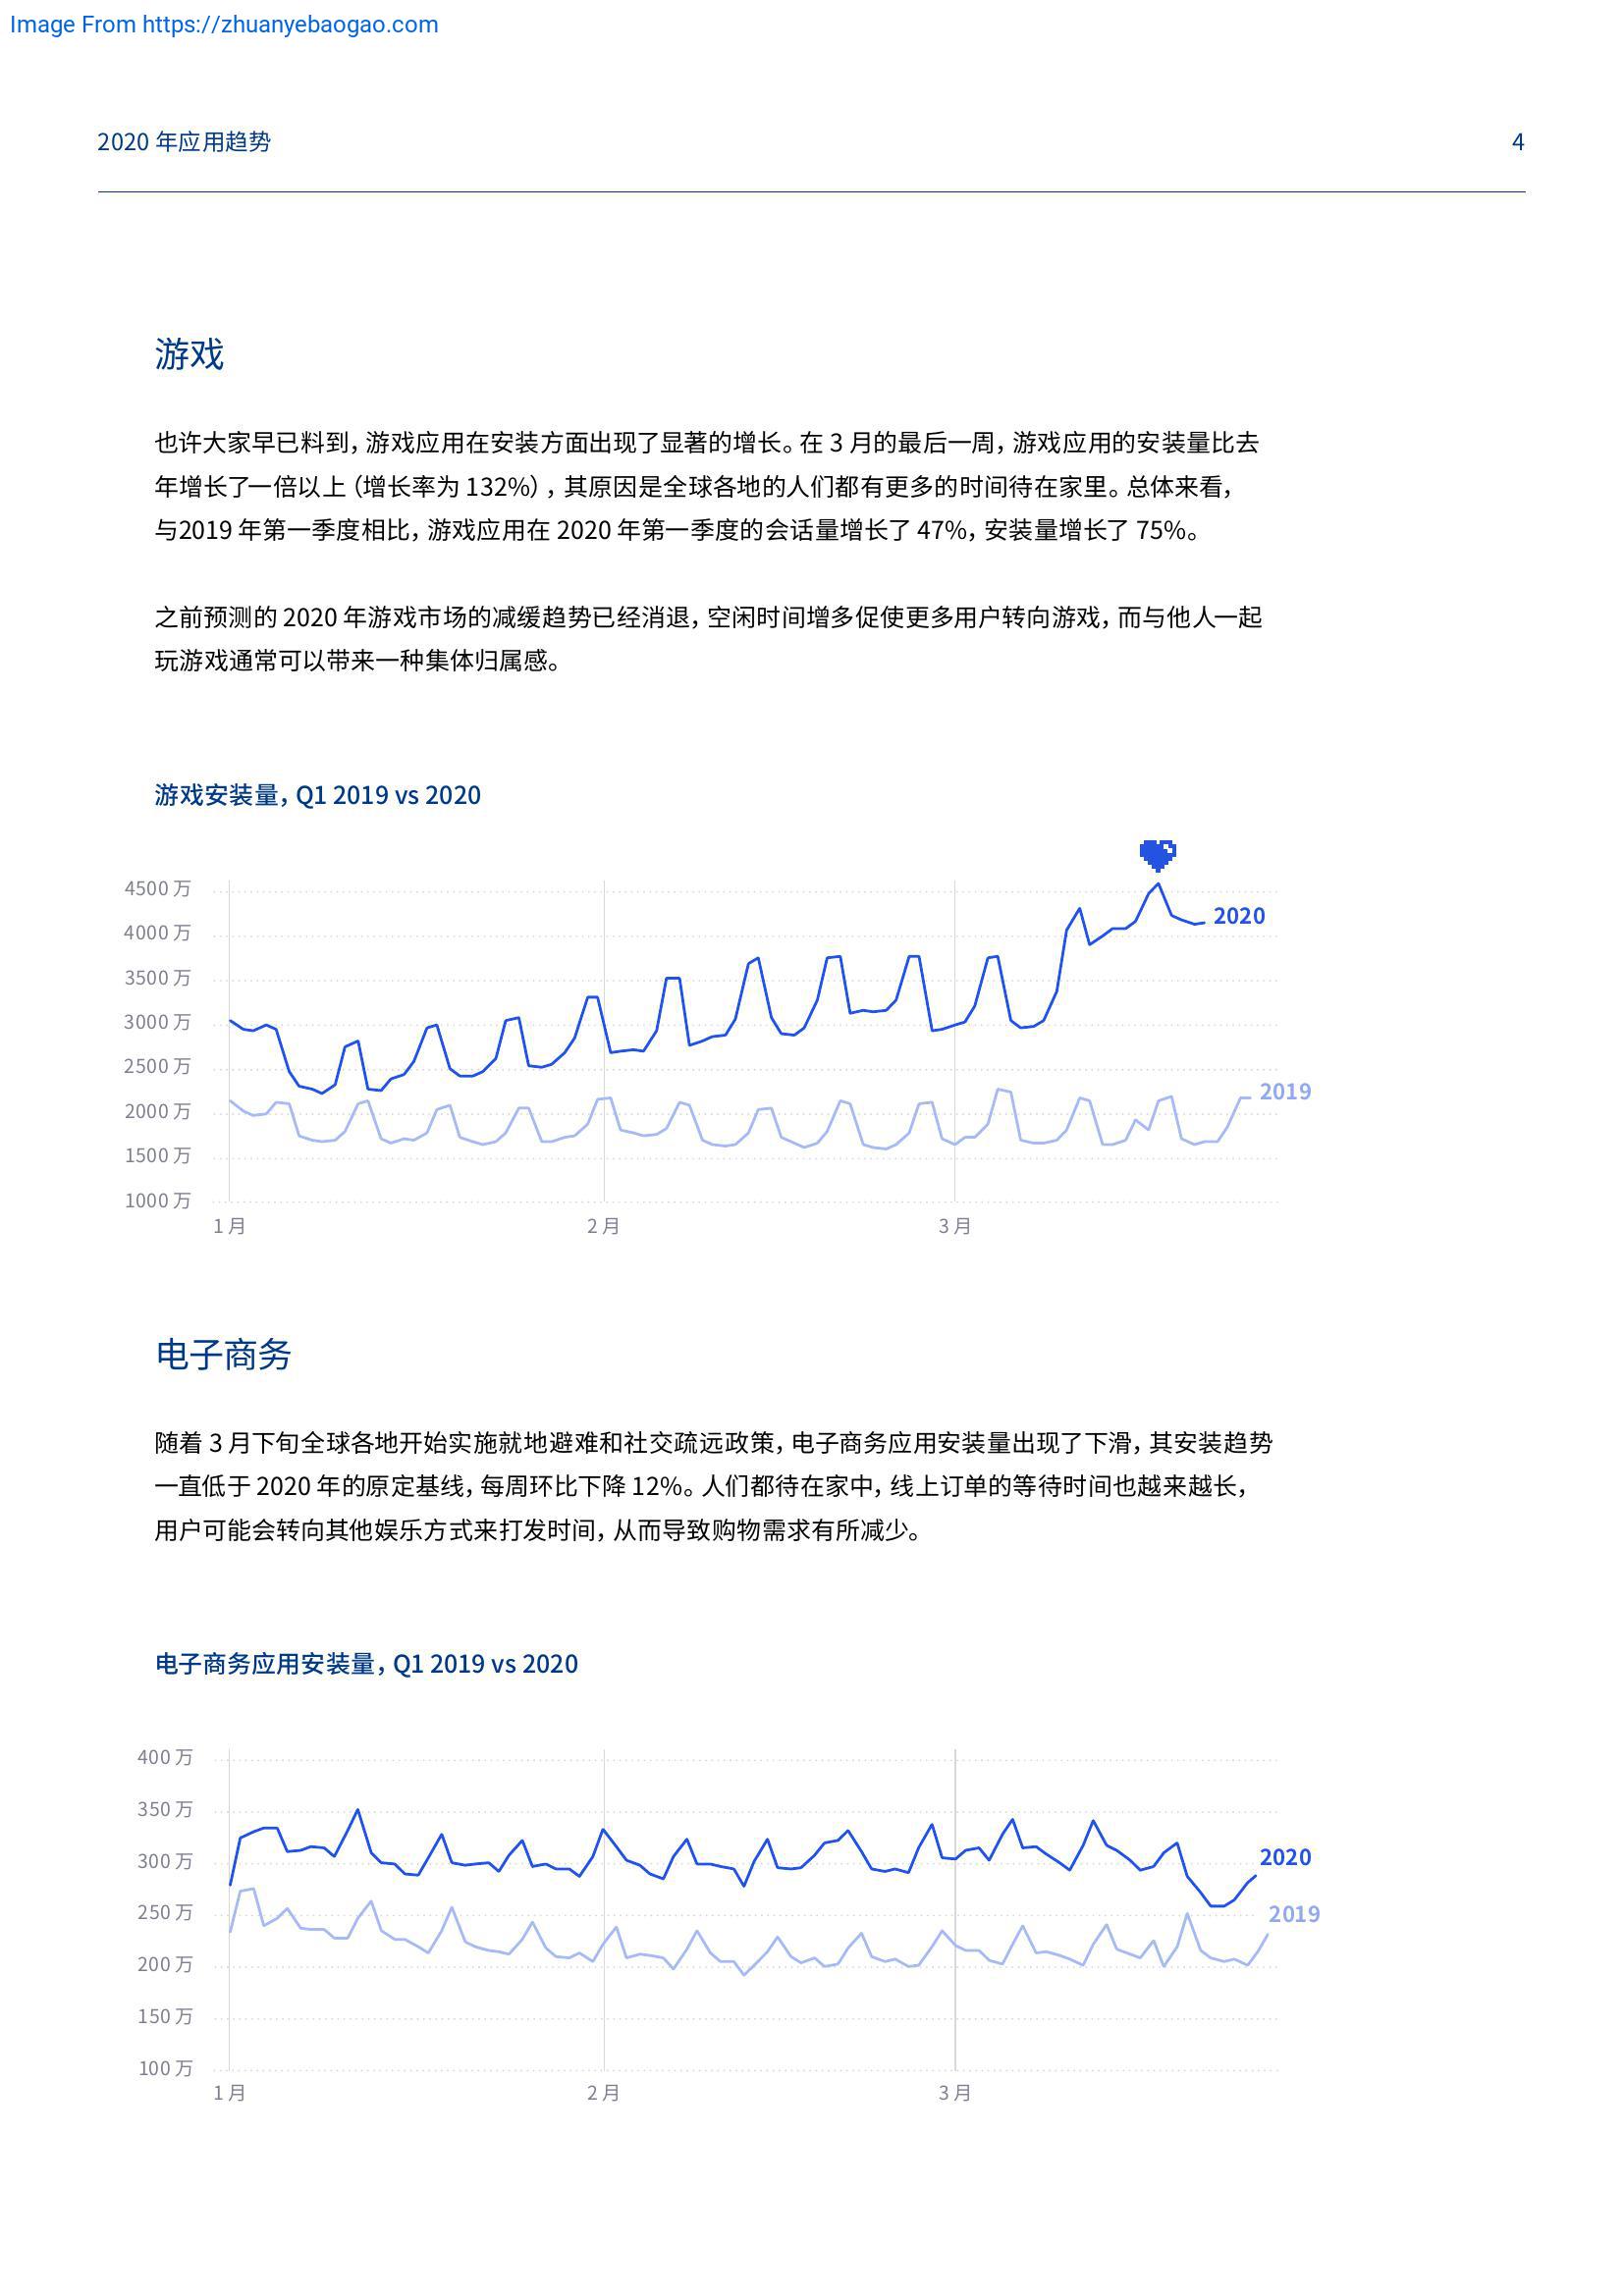 Image From https://zhuanyebaogao.com
2020 年应用趋势
4
游戏
也许大家早已料到，游戏应用在安装方面出现了显著的增长。在 3 月的最后一周，游戏应用的安装量比去
年增长了一倍以上（增长率为 132%），其原因是全球各地的人们都有更多的时间待在家里。总体来看，
与2019 年第一季度相比，游戏应用在 2020 年第一季度的会话量增长了 47%，安装量增长了 75%。
之前预测的 2020 年游戏市场的减缓趋势已经消退，空闲时间增多促使更多用户转向游戏，而与他人一起
玩游戏通常可以带来一种集体归属感。
游戏安装量，Q1 2019 vs 2020
4500 万
4000 万
3500 万
3000 万
2500 万
2000 万
1500 万
1000 万
2020
2019
1 月
2 月
3 月
电子商务
随着 3 月下旬全球各地开始实施就地避难和社交疏远政策，电子商务应用安装量出现了下滑，其安装趋势
一直低于 2020 年的原定基线，每周环比下降 12%。人们都待在家中，线上订单的等待时间也越来越长，
用户可能会转向其他娱乐方式来打发时间，从而导致购物需求有所减少。
电子商务应用安装量，Q1 2019 vs 2020
400 万
350 万
300 万
250 万
200 万
150 万
100 万
2020
2019
1 月
2 月
3 月